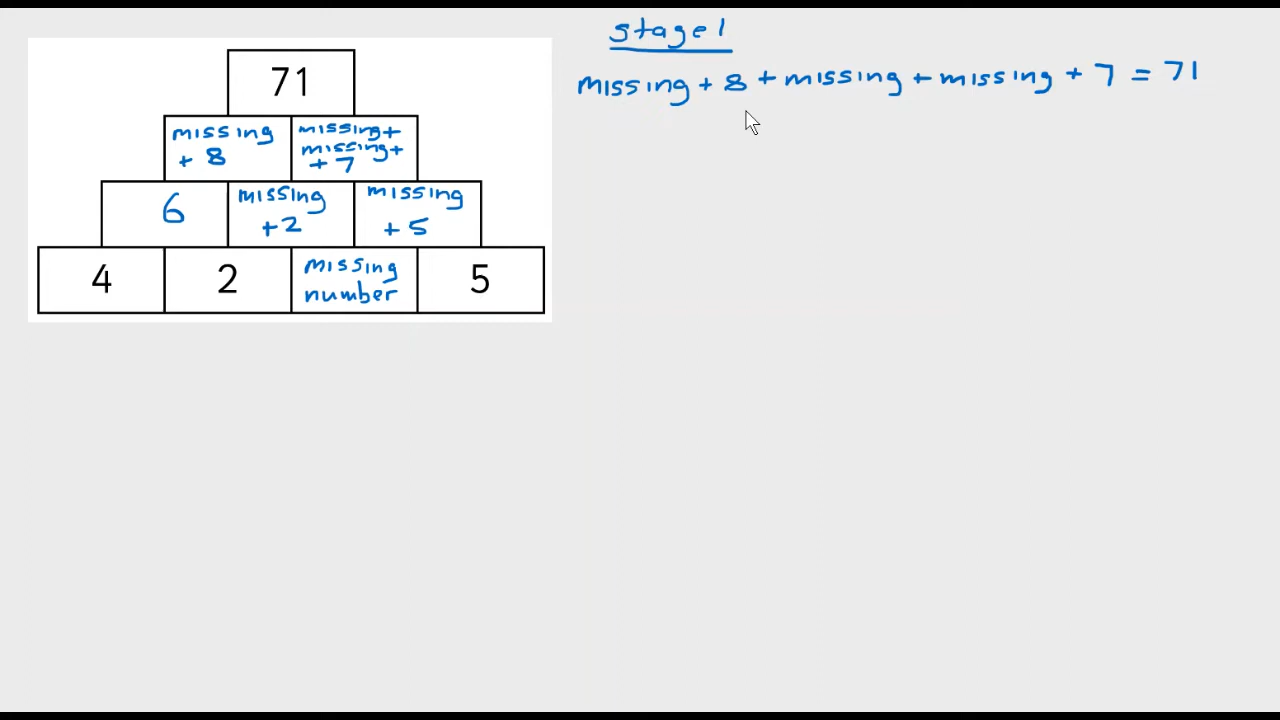 stage 1
missing + 8 + missing + missing + 7 = 71
71
missing
+ 8
missing+
missing+
+ 7
6
missing
+2
missing
+ 5
4
2
missing
number
5